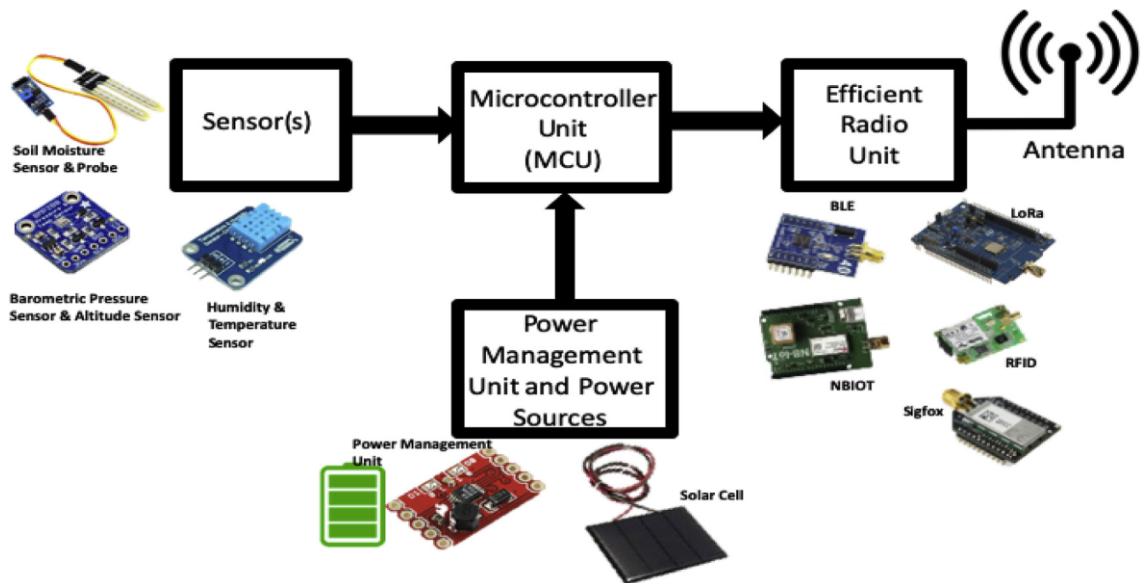 Sensor(s)
Microcontroller
Unit
(MCU)
Efficient
Radio
Unit
Antenna
Soil Moisture
Sensor & Probe
Barometric Pressure
Sensor & Altitude Sensor
Humidity &
Temperature
Sensor
BLE
LoRa
NBIOT
RFID
Sigfox
Power
Management
Unit and Power
Sources
Power Management
Unit
Solar Cell